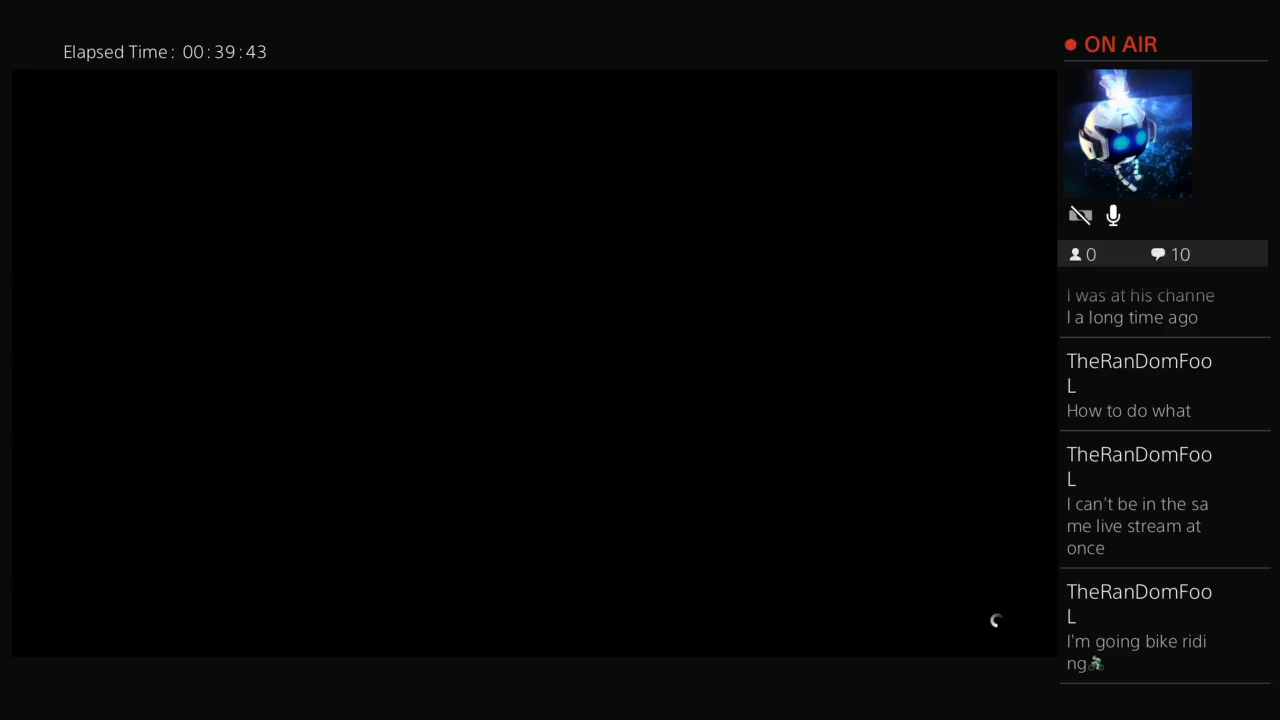 Elapsed Time: 00:39:43
ON AIR
0 10
I was at his channe
l a long time ago
TheRanDomFoo
L
How to do what
TheRanDomFoo
L
I can't be in the sa
me live stream at
once
TheRanDomFoo
L
I'm going bike ridi
ng🚴